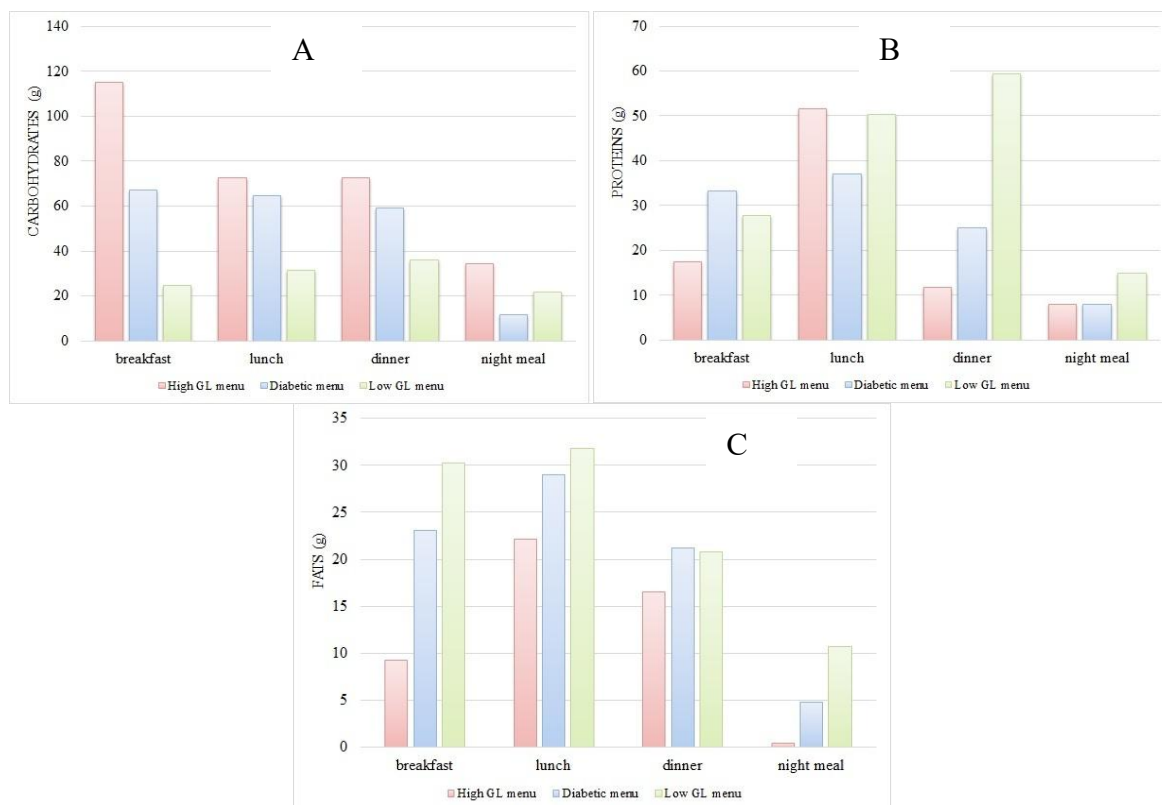 A
CARBOHYDRATES (g)
140
120
100
80
60
40
20
0
breakfast lunch dinner night meal
High GL menu Diabetic menu Low GL menu
B
PROTEINS (g)
70
60
50
40
30
20
10
0
breakfast lunch dinner night meal
High GL menu Diabetic menu Low GL menu
C
FATS (g)
35
30
25
20
15
10
5
0
breakfast lunch dinner night meal
High GL menu Diabetic menu Low GL menu